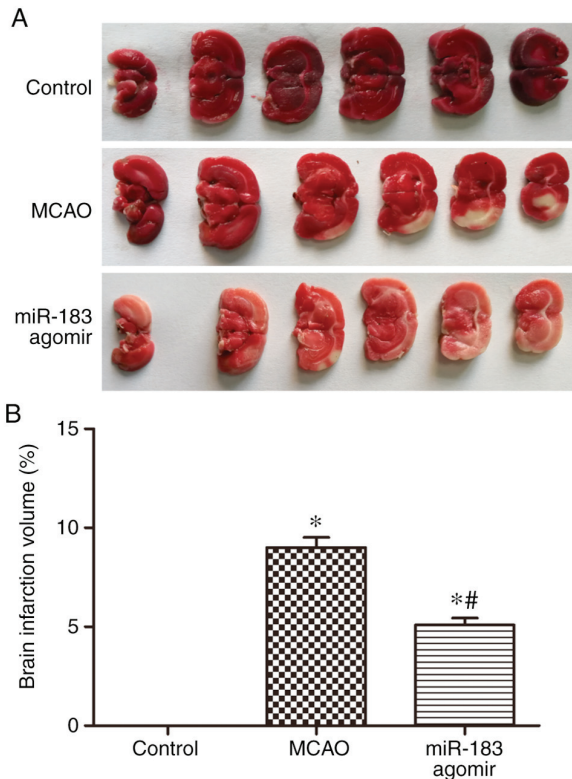 A
Control
MCAO
miR-183
agomir
B
Brain infarction volume (%)
15
10
5
0
*
*#
Control
MCAO
miR-183
agomir